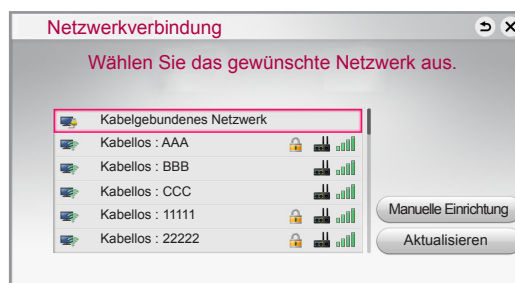 Netzwerkverbindung
Wählen Sie das gewünschte Netzwerk aus.
Kabelgebundenes Netzwerk
Kabellos : AAA
Kabellos : BBB
Kabellos : CCC
Kabellos : 11111
Kabellos : 22222
Manuelle Einrichtung
Aktualisieren